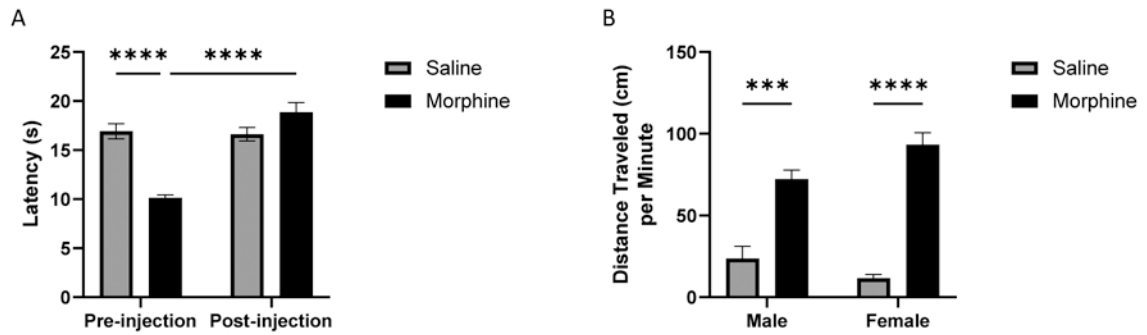 A
Latency (s)
25
20
15
10
5
0
****
****
Pre-injection
Post-injection
Saline
Morphine
B
Distance Traveled (cm)
per Minute
150
100
50
0
***
****
Male
Female
Saline
Morphine